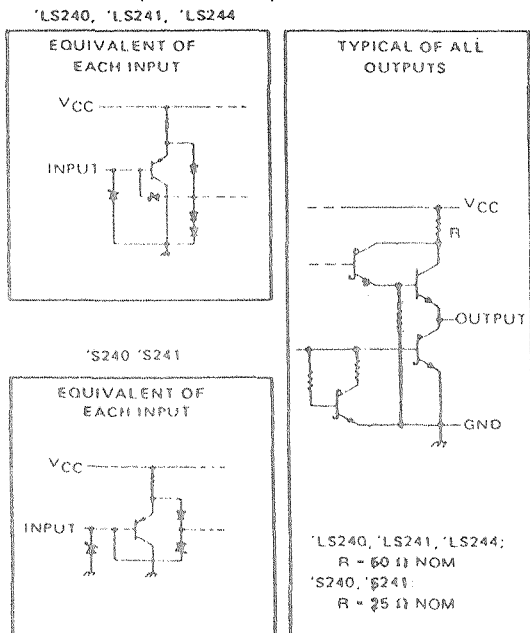 'LS240, 'LS241, 'LS244
EQUIVALENT OF
EACH INPUT
VCC
INPUT
'S240 'S241
EQUIVALENT OF
EACH INPUT
VCC
INPUT
TYPICAL OF ALL
OUTPUTS
VCC
R
OUTPUT
GND
'LS240, 'LS241, 'LS244:
R = 50 Ω NOM
'S240, 'S241:
R = 25 Ω NOM